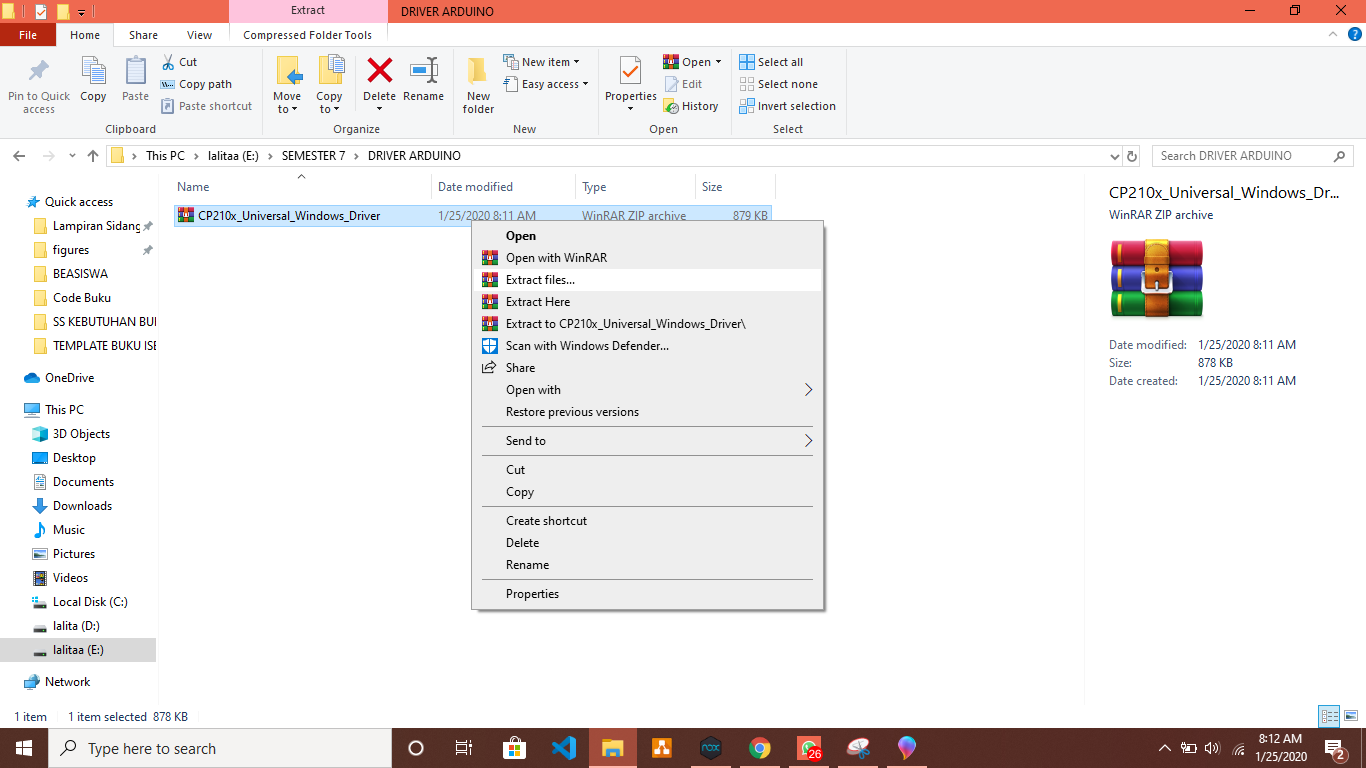 Extract
DRIVER ARDUINO
File
Home
Share
View
Compressed Folder Tools
Pin to Quick access
Copy
Paste
Cut
Copy path
Paste shortcut
Clipboard
Move to
Copy to
Delete
Rename
Organize
New folder
New item
Easy access
New
Properties
Open
Edit
History
Open
Select all
Select none
Invert selection
Select
This PC
lalitaa (E:)
SEMESTER 7
DRIVER ARDUINO
Search DRIVER ARDUINO
Quick access
Lampiran Sidang
figures
BEASISWA
Code Buku
SS KEBUTUHAN BUI
TEMPLATE BUKU ISE
OneDrive
This PC
3D Objects
Desktop
Documents
Downloads
Music
Pictures
Videos
Local Disk (C:)
lalita (D:)
lalitaa (E:)
Network
Name
Date modified
Type
Size
CP210x_Universal_Windows_Driver
1/25/2020 8:11 AM
WinRAR ZIP archive
879 KB
Open
Open with WinRAR
Extract files...
Extract Here
Extract to CP210x_Universal_Windows_Driver\
Scan with Windows Defender...
Share
Open with
Restore previous versions
Send to
Cut
Copy
Create shortcut
Delete
Rename
Properties
CP210x_Universal_Windows_Dr...
WinRAR ZIP archive
Date modified: 1/25/2020 8:11 AM
Size: 878 KB
Date created: 1/25/2020 8:11 AM
1 item
1 item selected 878 KB
Type here to search
nox
26
8:12 AM
1/25/2020
2